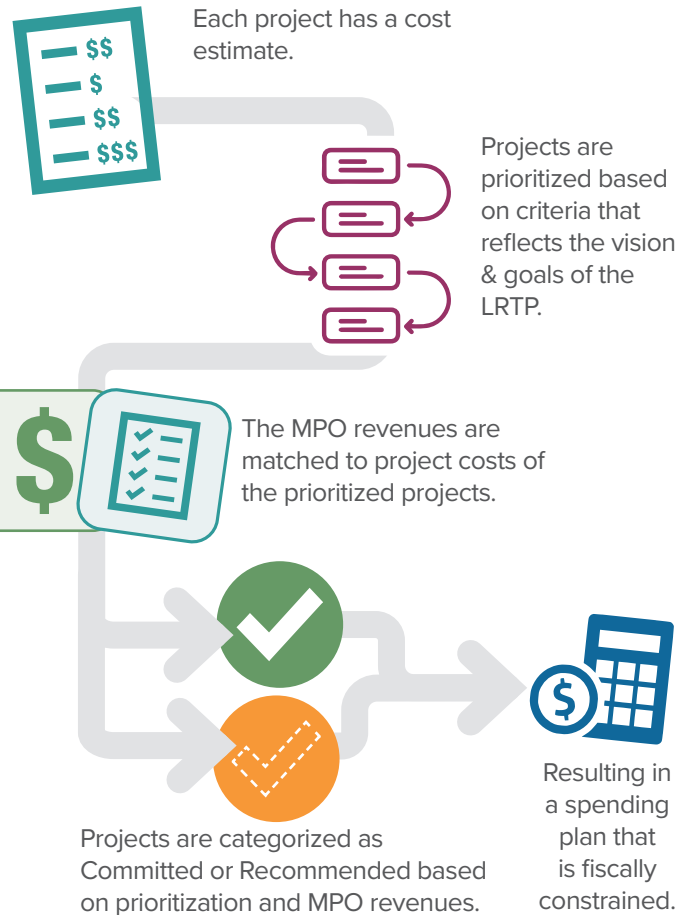 Each project has a cost
estimate.
$$
$
$$
$$$
Projects are
prioritized based
on criteria that
reflects the vision
& goals of the
LRTP.
$
The MPO revenues are
matched to project costs of
the prioritized projects.
$
Projects are categorized as
Committed or Recommended based
on prioritization and MPO revenues.
Resulting in
a spending
plan that
is fiscally
constrained.